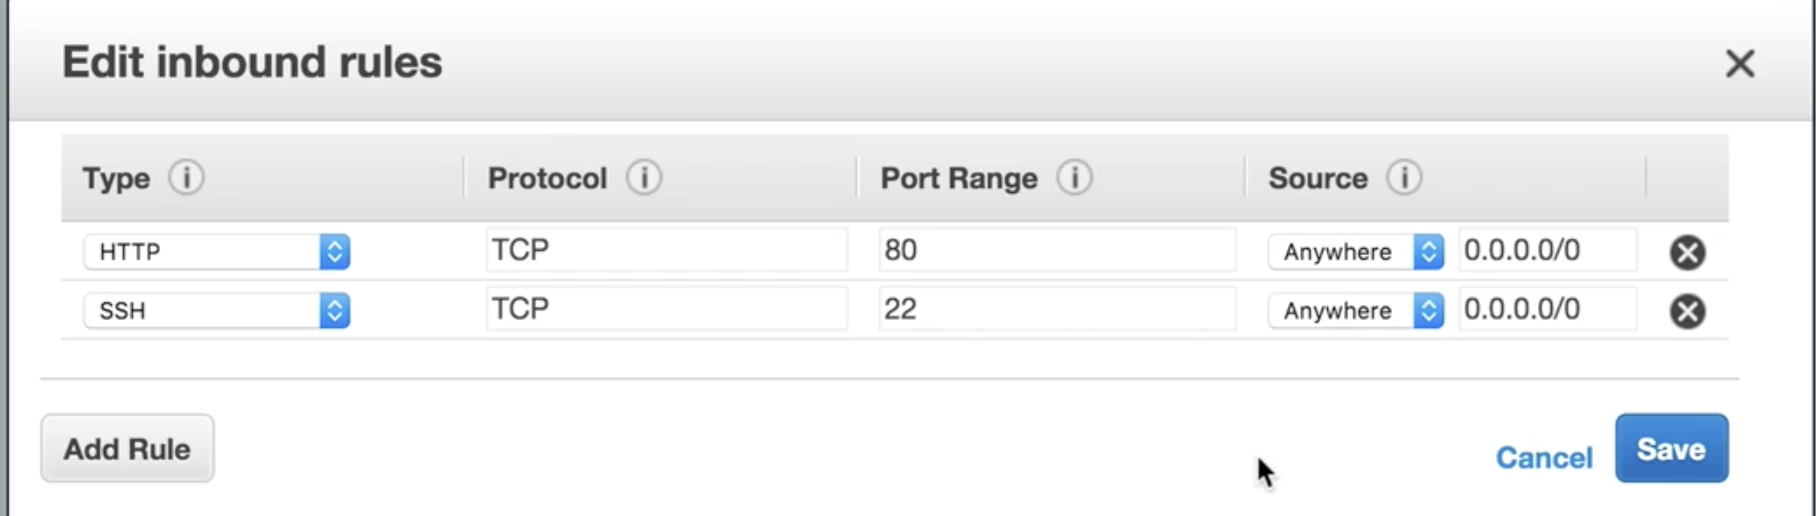 Edit inbound rules
Type Protocol Port Range Source
HTTP TCP 80 Anywhere 0.0.0.0/0
SSH TCP 22 Anywhere 0.0.0.0/0
Add Rule Cancel Save